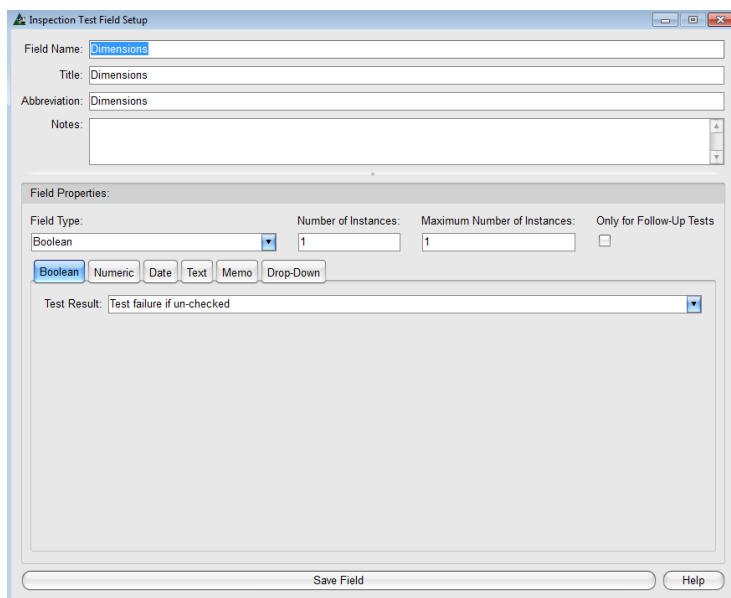 Inspection Test Field Setup
Field Name: Dimensions
Title: Dimensions
Abbreviation: Dimensions
Notes:
Field Properties:
Field Type: Number of Instances: Maximum Number of Instances: Only for Follow-Up Tests
Boolean 1 1
Boolean Numeric Date Text Memo Drop-Down
Test Result: Test failure if un-checked
Save Field Help